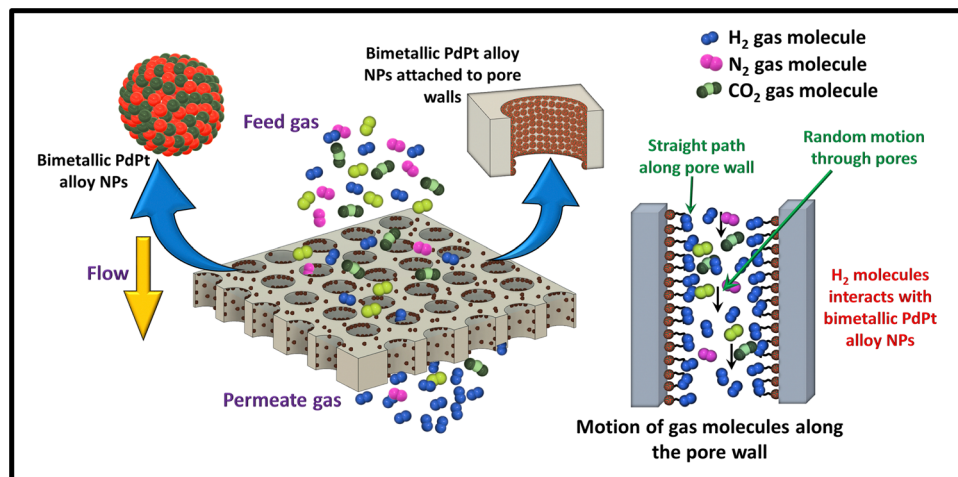 Bimetallic PdPt
alloy NPs
Flow
Feed gas
Permeate gas
Bimetallic PdPt alloy
NPs attached to pore
walls
H₂ gas molecule
N₂ gas molecule
CO₂ gas molecule
Straight path
along pore wall
Random motion
through pores
H₂ molecules
interacts with
bimetallic PdPt
alloy NPs
Motion of gas molecules along
the pore wall